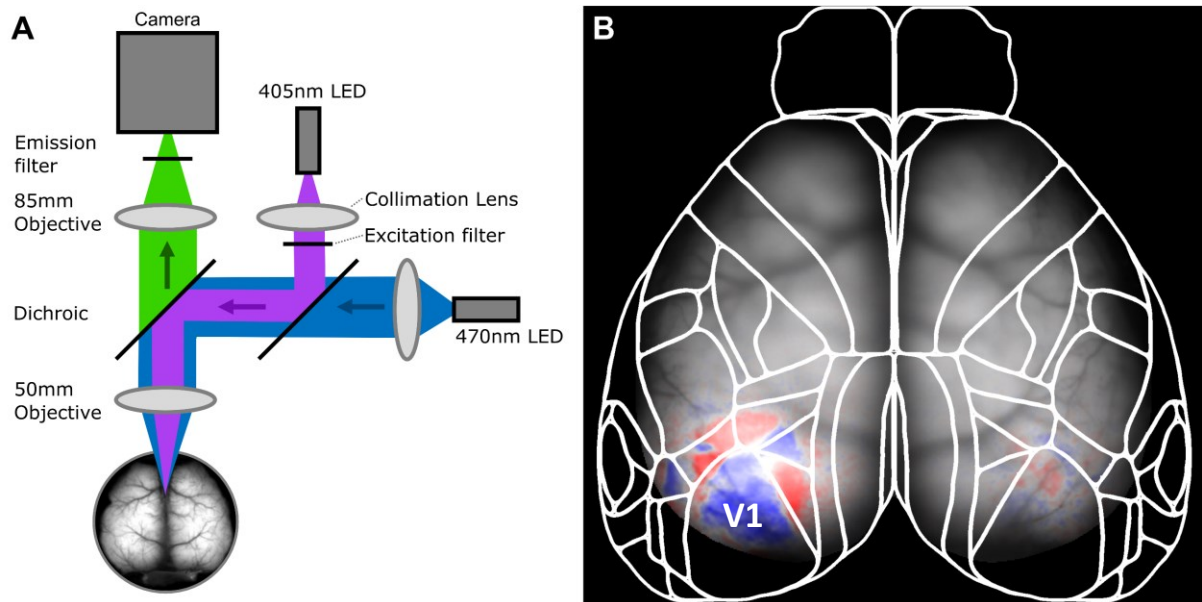 A
Camera
405nm LED
Emission
filter
85mm
Objective
Collimation Lens
Excitation filter
Dichroic
470nm LED
50mm
Objective
B
V1